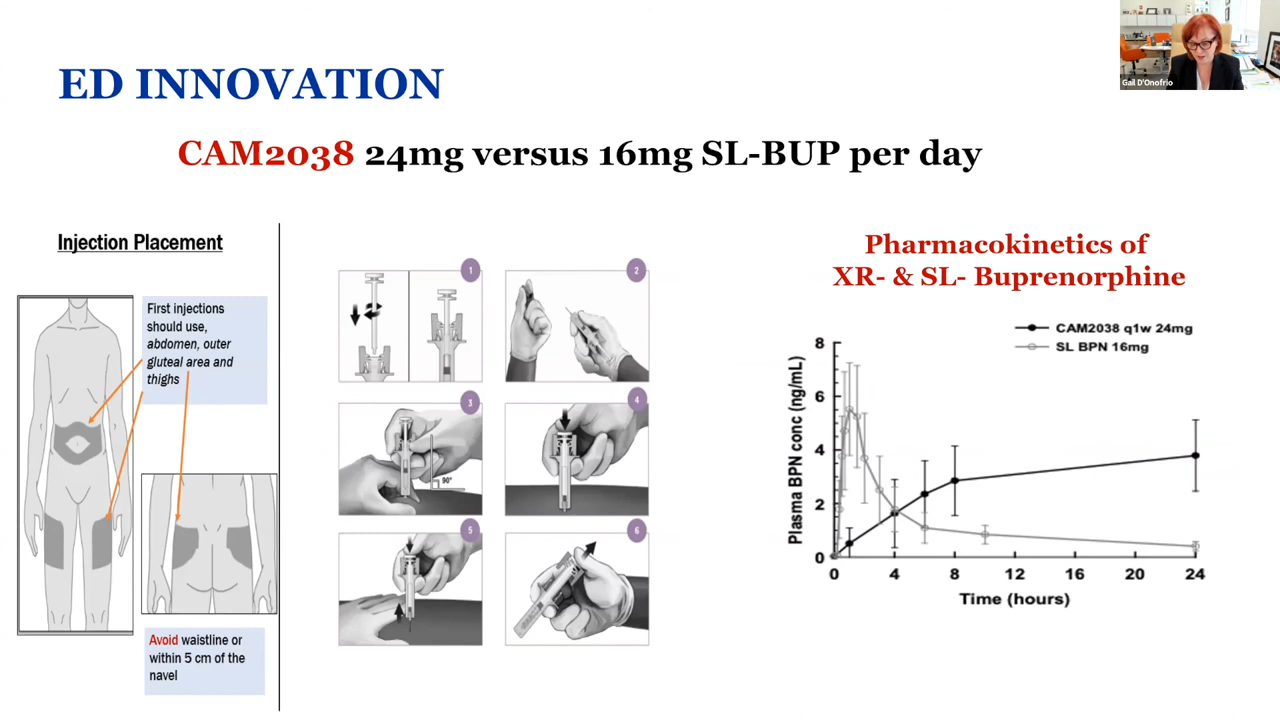 Gail D'Onofrio
ED INNOVATION
CAM2038 24mg versus 16mg SL-BUP per day
Injection Placement
First injections
should use,
abdomen, outer
gluteal area and
thighs
Avoid waistline or
within 5 cm of the
navel
1
2
3
90°
4
5
6
Pharmacokinetics of
XR- & SL- Buprenorphine
CAM2038 q1w 24mg
SL BPN 16mg
Plasma BPN conc (ng/mL)
8
6
4
2
0
0 4 8 12 16 20 24
Time (hours)